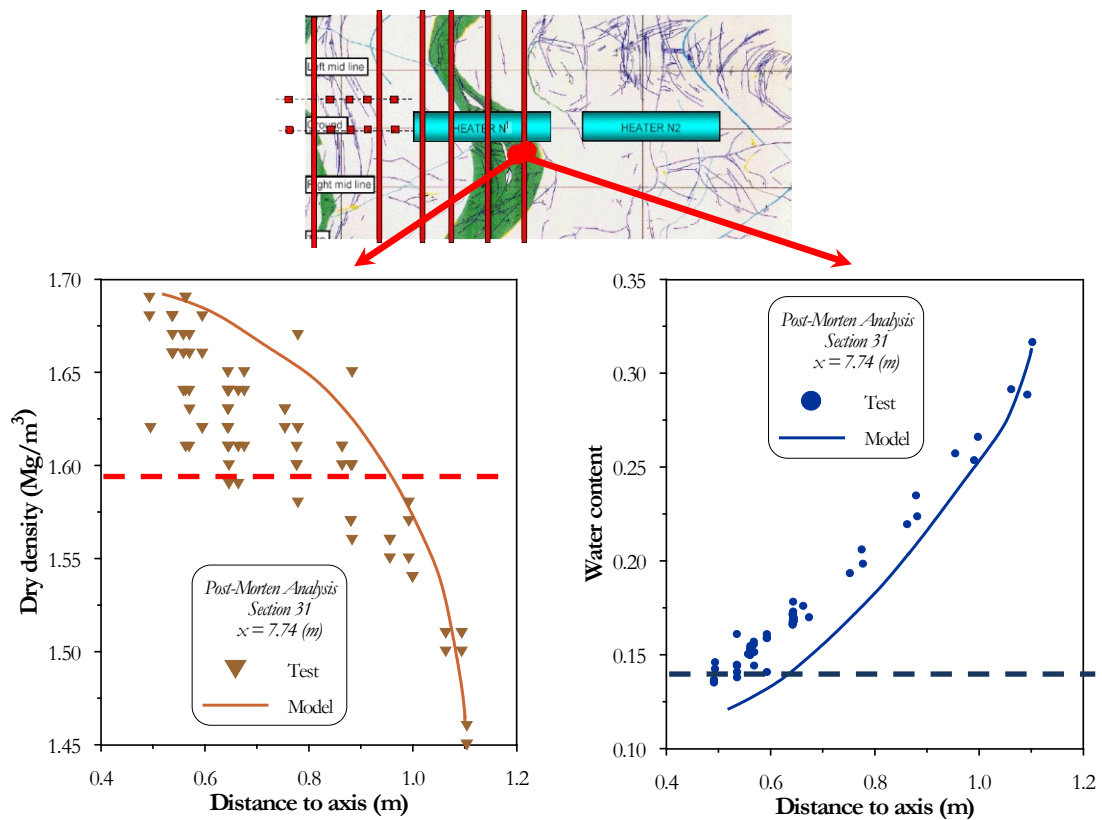 Left mid line
Ground
HEATER N1
HEATER N2
Right mid line
1.70
1.65
1.60
1.55
1.50
1.45
Dry density (Mg/m³)
Post-Morten Analysis
Section 31
x = 7.74 (m)
Test
Model
0.4
0.6
0.8
1.0
1.2
Distance to axis (m)
0.35
0.30
0.25
0.20
0.15
0.10
Water content
Post-Morten Analysis
Section 31
x = 7.74 (m)
Test
Model
0.4
0.6
0.8
1.0
1.2
Distance to axis (m)